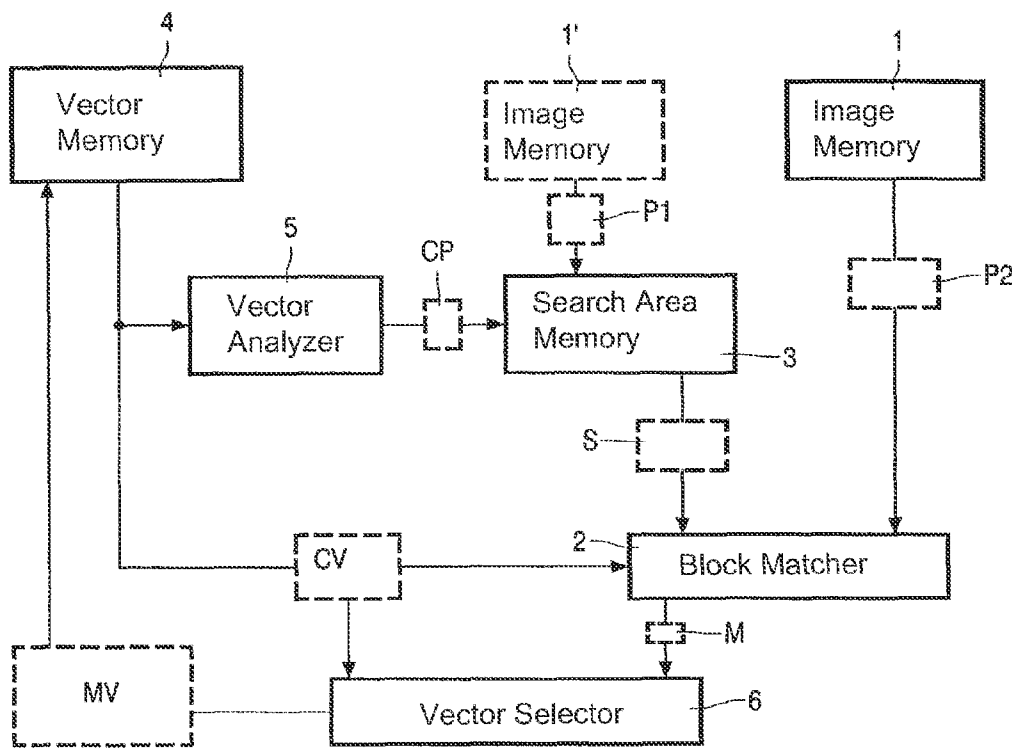 4
1'
1
Vector
Memory
Image
Memory
Image
Memory
P1
5
CP
P2
Vector
Analyzer
Search Area
Memory
3
S
2
CV
Block Matcher
M
MV
Vector Selector
6